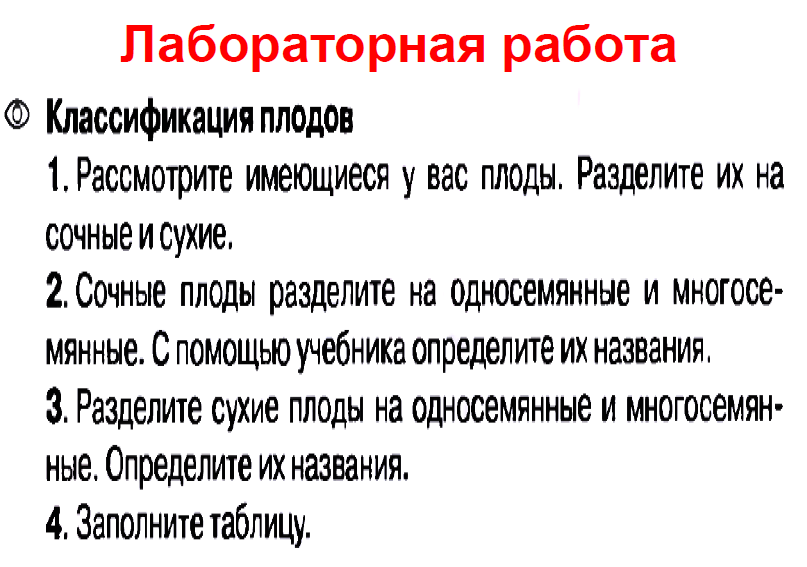 Лабораторная работа
Классификация плодов
1. Рассмотрите имеющиеся у вас плоды. Разделите их на
сочные и сухие.
2. Сочные плоды разделите на односемянные и многосе-
мянные. С помощью учебника определите их названия.
3. Разделите сухие плоды на односемянные и многосемян-
ные. Определите их названия.
4. Заполните таблицу.